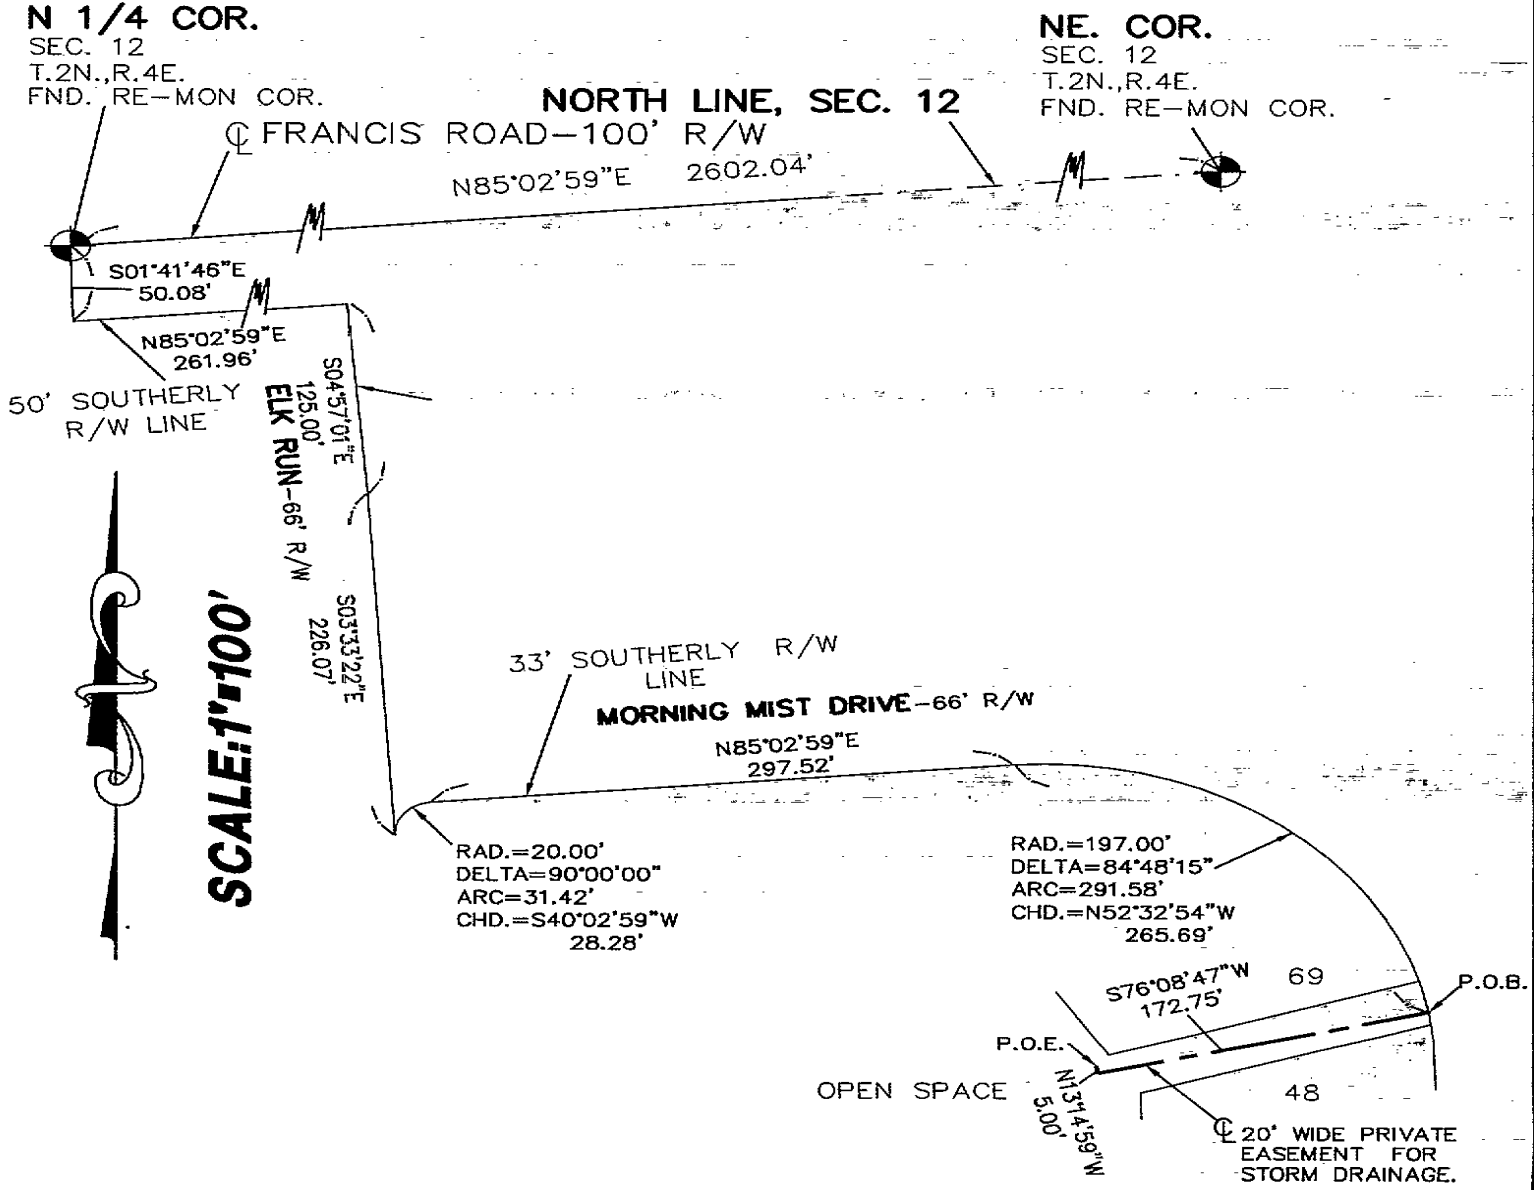 N 1/4 COR.
SEC. 12
T.2N.,R.4E.
FND. RE-MON COR.
NE. COR.
SEC. 12
T.2N.,R.4E.
FND. RE-MON COR.
NORTH LINE, SEC. 12
℄ FRANCIS ROAD-100' R/W
N85°02'59"E 2602.04'
S01°41'46"E
50.08'
N85°02'59"E
261.96'
50' SOUTHERLY
R/W LINE
S04°57'01"E
125.00'
ELK RUN-66' R/W
S03°33'22"E
226.07'
SCALE:1"=100'
33' SOUTHERLY R/W
LINE
MORNING MIST DRIVE-66' R/W
N85°02'59"E
297.52'
RAD.=20.00'
DELTA=90°00'00"
ARC=31.42'
CHD.=S40°02'59"W
28.28'
RAD.=197.00'
DELTA=84°48'15"
ARC=291.58'
CHD.=N52°32'54"W
265.69'
S76°08'47"W
172.75'
69
P.O.B.
P.O.E.
OPEN SPACE
N13°14'59"W
5.00'
48
℄ 20' WIDE PRIVATE
EASEMENT FOR
STORM DRAINAGE.